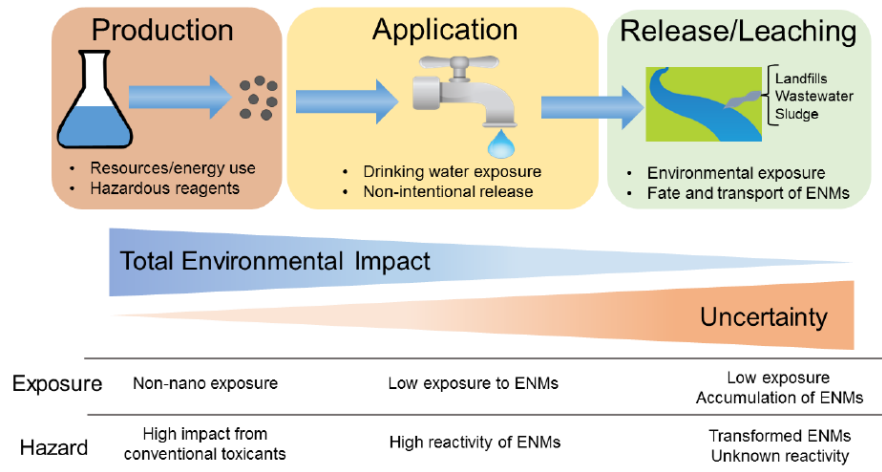 Production
Application
Release/Leaching
Landfills
Wastewater
Sludge
• Resources/energy use
• Hazardous reagents
• Drinking water exposure
• Non-intentional release
• Environmental exposure
• Fate and transport of ENMs
Total Environmental Impact
Uncertainty
Exposure
Non-nano exposure
Low exposure to ENMs
Low exposure
Accumulation of ENMs
Hazard
High impact from
conventional toxicants
High reactivity of ENMs
Transformed ENMs
Unknown reactivity